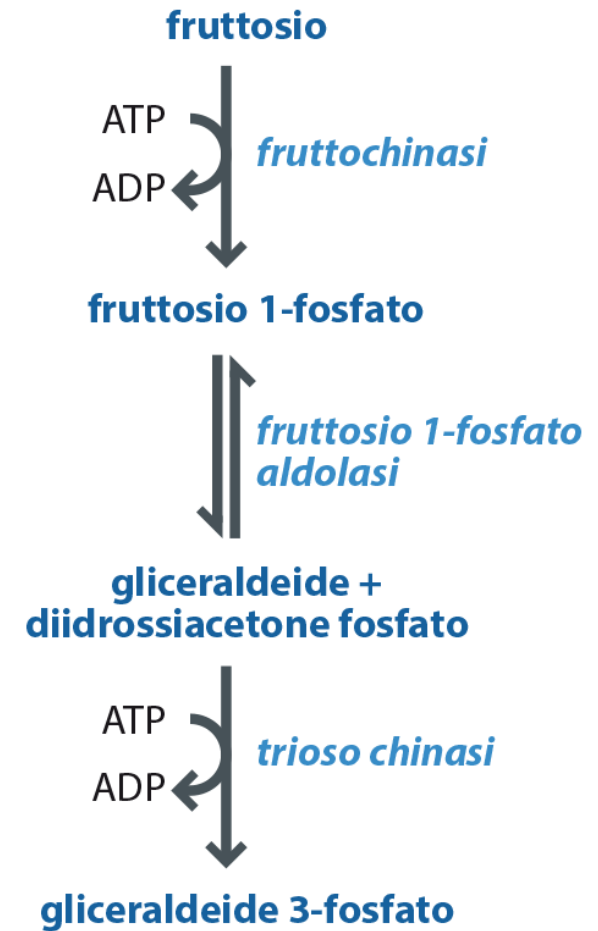 fruttosio
ATP
fruttochinasi
ADP
fruttosio 1-fosfato
fruttosio 1-fosfato
aldolasi
gliceraldeide +
diidrossiacetone fosfato
ATP
trioso chinasi
ADP
gliceraldeide 3-fosfato